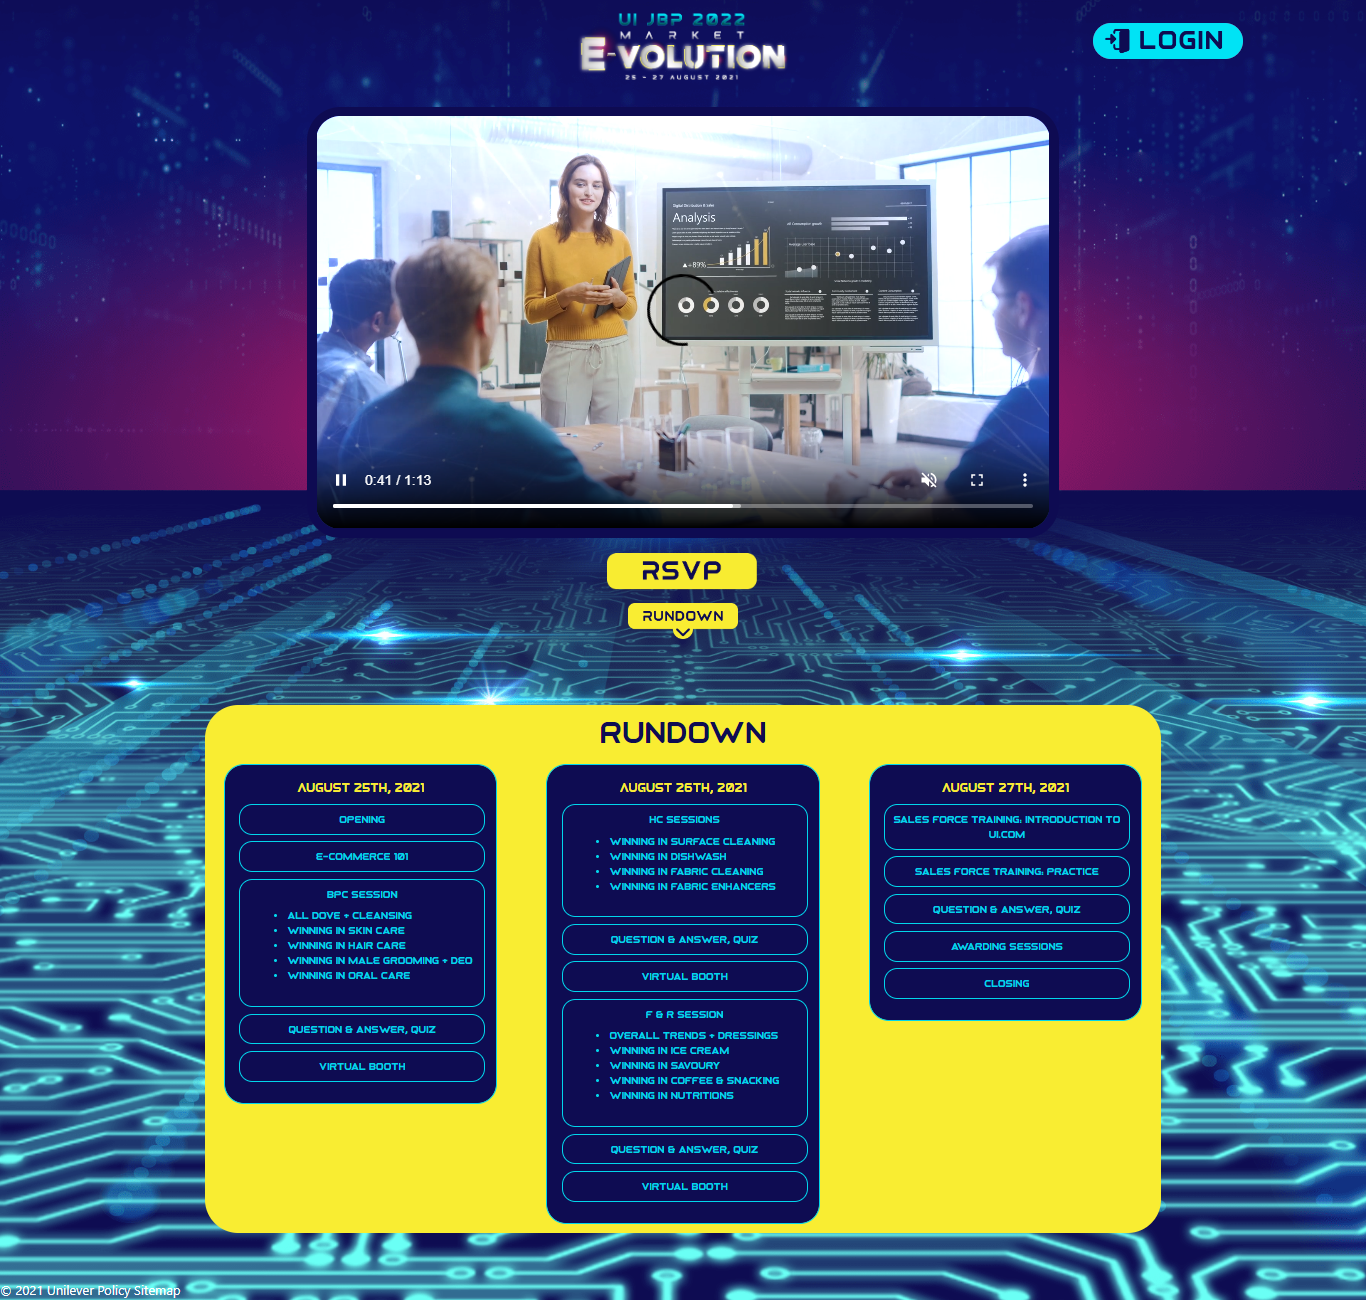 UI JBP 2022
MARKET
E-VOLUTION
25 - 27 AUGUST 2021
LOGIN
Analysis
▲+89%
0:41 / 1:13
RSVP
RUNDOWN
RUNDOWN
AUGUST 25TH, 2021
OPENING
E-COMMERCE 101
BPC SESSION
• ALL DOVE + CLEANSING
• WINNING IN SKIN CARE
• WINNING IN HAIR CARE
• WINNING IN MALE GROOMING + DEO
• WINNING IN ORAL CARE
QUESTION & ANSWER, QUIZ
VIRTUAL BOOTH
AUGUST 26TH, 2021
HC SESSIONS
• WINNING IN SURFACE CLEANING
• WINNING IN DISHWASH
• WINNING IN FABRIC CLEANING
• WINNING IN FABRIC ENHANCERS
QUESTION & ANSWER, QUIZ
VIRTUAL BOOTH
F & R SESSION
• OVERALL TRENDS + DRESSINGS
• WINNING IN ICE CREAM
• WINNING IN SAVOURY
• WINNING IN COFFEE & SNACKING
• WINNING IN NUTRITIONS
QUESTION & ANSWER, QUIZ
VIRTUAL BOOTH
AUGUST 27TH, 2021
SALES FORCE TRAINING: INTRODUCTION TO
UI.COM
SALES FORCE TRAINING: PRACTICE
QUESTION & ANSWER, QUIZ
AWARDING SESSIONS
CLOSING
© 2021 Unilever Policy Sitemap